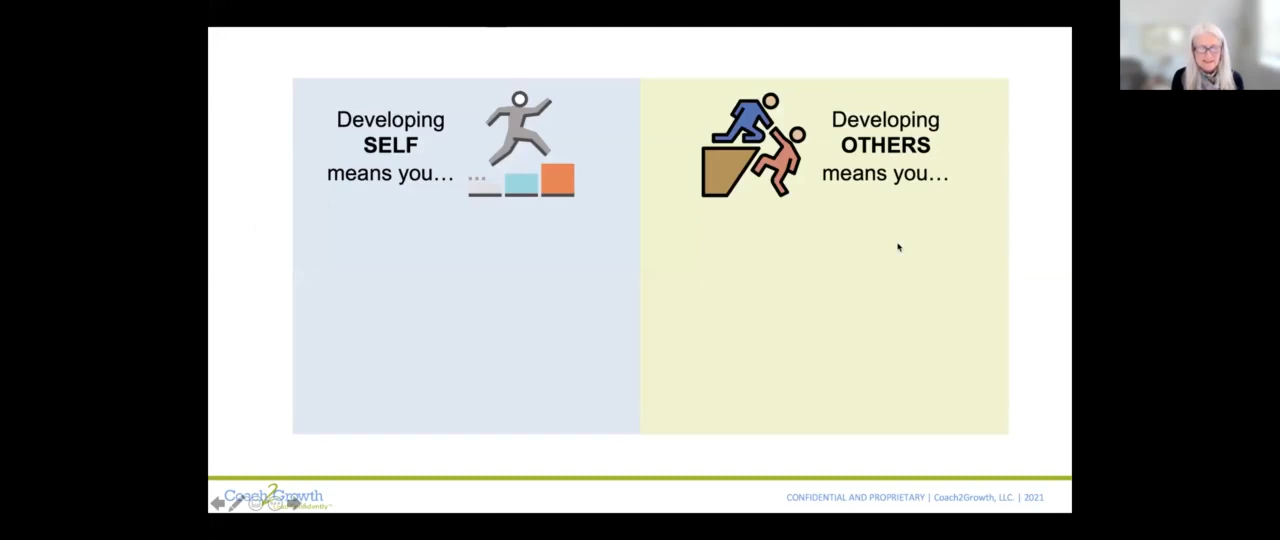 Developing
SELF
means you…
Developing
OTHERS
means you…
Coach2Growth
CONFIDENTIAL AND PROPRIETARY | Coach2Growth, LLC. | 2021